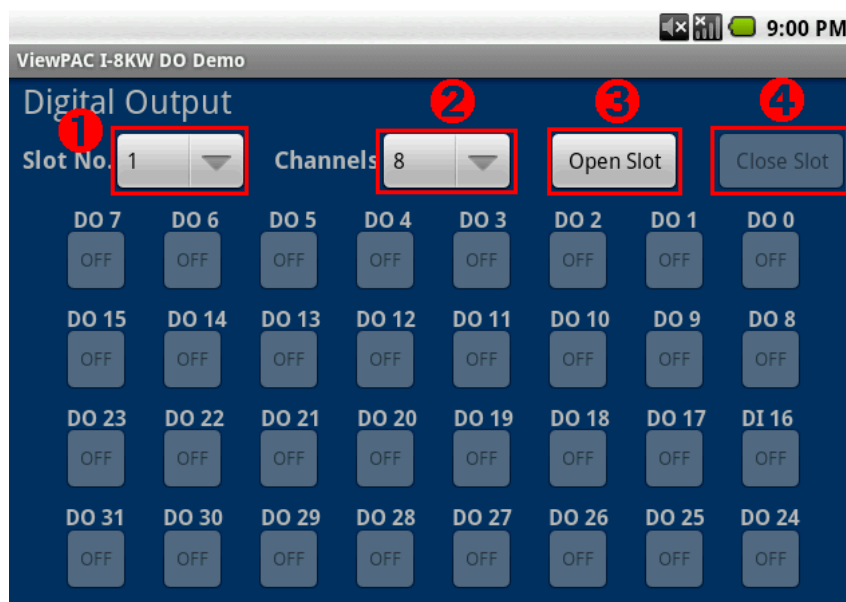 9:00 PM
ViewPAC I-8KW DO Demo
Digital Output
1 2 3 4
Slot No. 1 Channels 8 Open Slot Close Slot
DO 7 DO 6 DO 5 DO 4 DO 3 DO 2 DO 1 DO 0
OFF OFF OFF OFF OFF OFF OFF OFF
DO 15 DO 14 DO 13 DO 12 DO 11 DO 10 DO 9 DO 8
OFF OFF OFF OFF OFF OFF OFF OFF
DO 23 DO 22 DO 21 DO 20 DO 19 DO 18 DO 17 DI 16
OFF OFF OFF OFF OFF OFF OFF OFF
DO 31 DO 30 DO 29 DO 28 DO 27 DO 26 DO 25 DO 24
OFF OFF OFF OFF OFF OFF OFF OFF